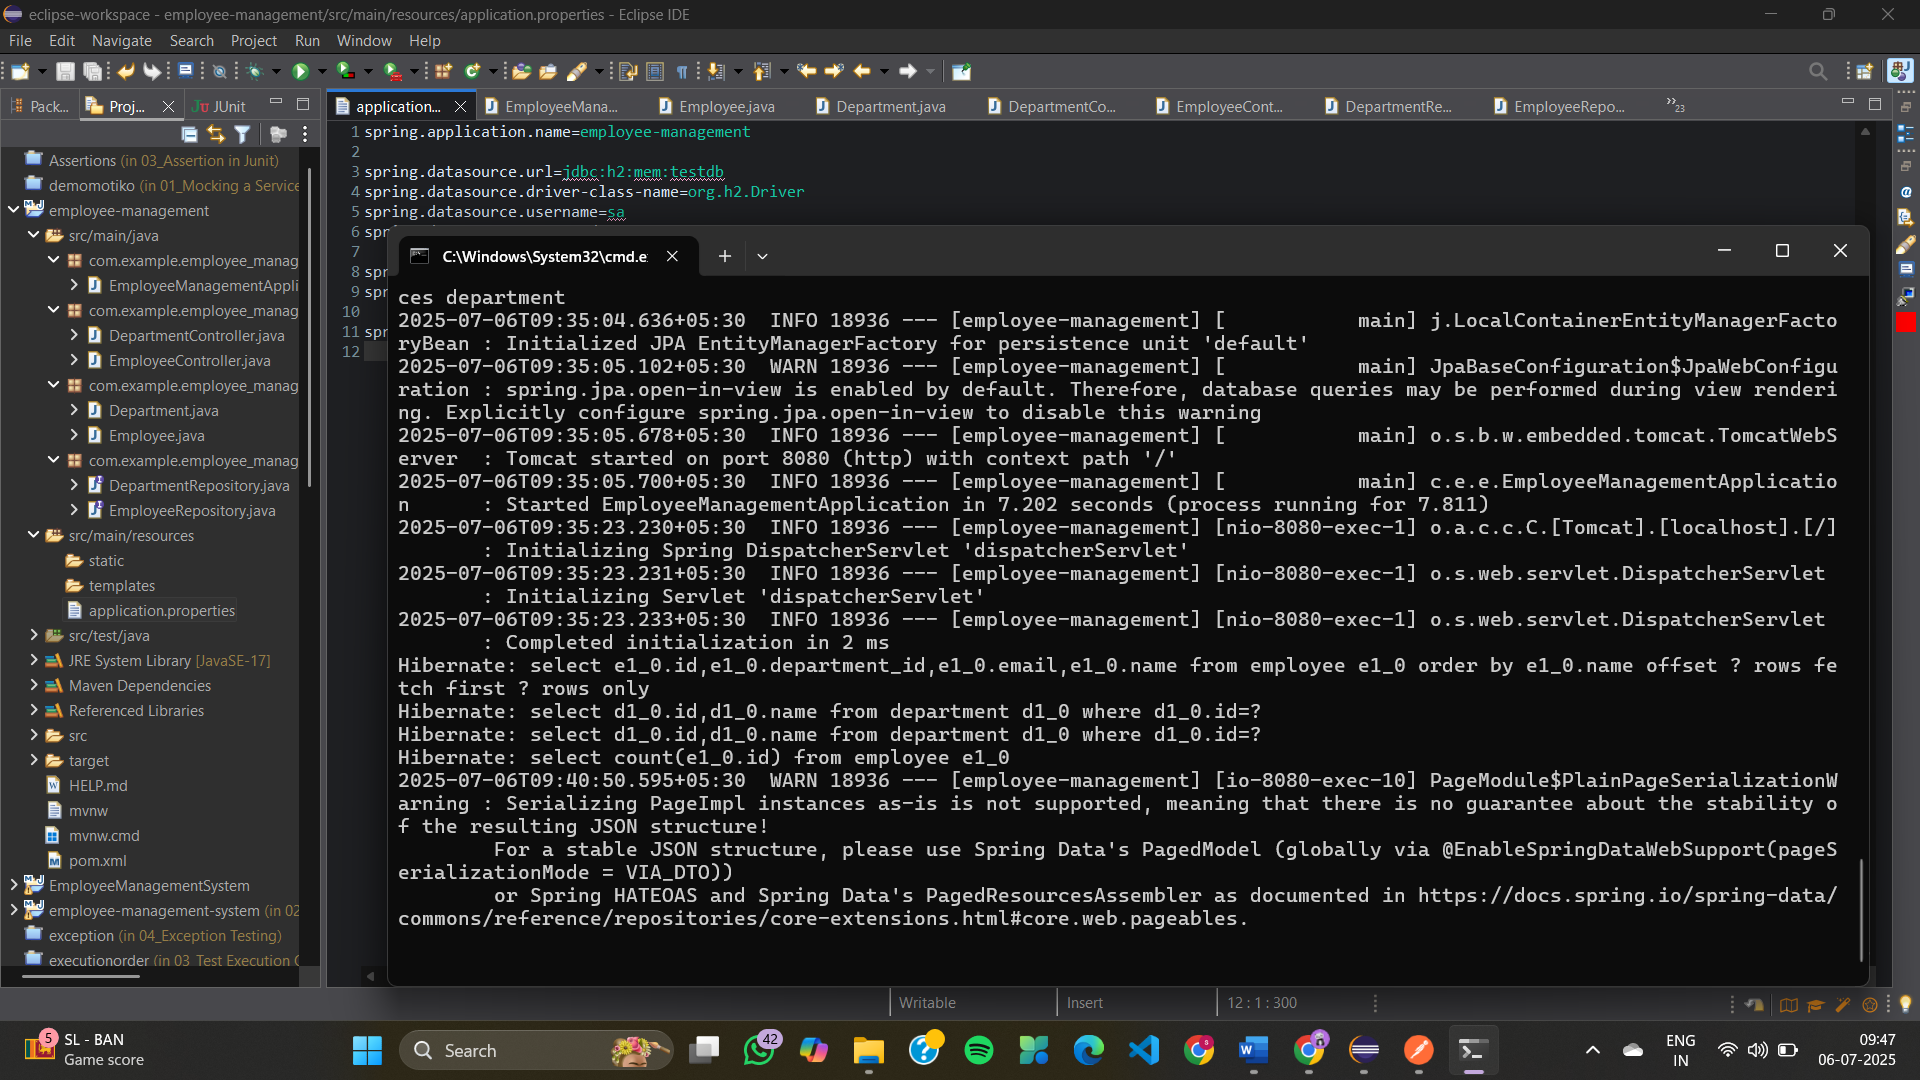 eclipse-workspace - employee-management/src/main/resources/application.properties - Eclipse IDE
File Edit Navigate Search Project Run Window Help
Pack...
Proj...
JUnit
application...
EmployeeMana...
Employee.java
Department.java
DepartmentCo...
EmployeeCont...
DepartmentRe...
EmployeeRepo...
»23
Assertions (in 03_Assertion in Junit)
demomotiko (in 01_Mocking a Service
employee-management
src/main/java
com.example.employee_manag
EmployeeManagementAppli
com.example.employee_manag
DepartmentController.java
EmployeeController.java
com.example.employee_manag
Department.java
Employee.java
com.example.employee_manag
DepartmentRepository.java
EmployeeRepository.java
src/main/resources
static
templates
application.properties
src/test/java
JRE System Library [JavaSE-17]
Maven Dependencies
Referenced Libraries
src
target
HELP.md
mvnw
mvnw.cmd
pom.xml
EmployeeManagementSystem
employee-management-system (in 02
exception (in 04_Exception Testing)
executionorder (in 03_Test Execution
1 spring.application.name=employee-management
2
3 spring.datasource.url=jdbc:h2:mem:testdb
4 spring.datasource.driver-class-name=org.h2.Driver
5 spring.datasource.username=sa
6 spr
7
8 spr
9 spr
10
11 spr
12
C:\Windows\System32\cmd.e
ces department
2025-07-06T09:35:04.636+05:30  INFO 18936 --- [employee-management] [           main] j.LocalContainerEntityManagerFacto
ryBean : Initialized JPA EntityManagerFactory for persistence unit 'default'
2025-07-06T09:35:05.102+05:30  WARN 18936 --- [employee-management] [           main] JpaBaseConfiguration$JpaWebConfigu
ration : spring.jpa.open-in-view is enabled by default. Therefore, database queries may be performed during view renderi
ng. Explicitly configure spring.jpa.open-in-view to disable this warning
2025-07-06T09:35:05.678+05:30  INFO 18936 --- [employee-management] [           main] o.s.b.w.embedded.tomcat.TomcatWebS
erver  : Tomcat started on port 8080 (http) with context path '/'
2025-07-06T09:35:05.700+05:30  INFO 18936 --- [employee-management] [           main] c.e.e.EmployeeManagementApplicatio
n      : Started EmployeeManagementApplication in 7.202 seconds (process running for 7.811)
2025-07-06T09:35:23.230+05:30  INFO 18936 --- [employee-management] [nio-8080-exec-1] o.a.c.c.C.[Tomcat].[localhost].[/]
       : Initializing Spring DispatcherServlet 'dispatcherServlet'
2025-07-06T09:35:23.231+05:30  INFO 18936 --- [employee-management] [nio-8080-exec-1] o.s.web.servlet.DispatcherServlet
       : Initializing Servlet 'dispatcherServlet'
2025-07-06T09:35:23.233+05:30  INFO 18936 --- [employee-management] [nio-8080-exec-1] o.s.web.servlet.DispatcherServlet
       : Completed initialization in 2 ms
Hibernate: select e1_0.id,e1_0.department_id,e1_0.email,e1_0.name from employee e1_0 order by e1_0.name offset ? rows fe
tch first ? rows only
Hibernate: select d1_0.id,d1_0.name from department d1_0 where d1_0.id=?
Hibernate: select d1_0.id,d1_0.name from department d1_0 where d1_0.id=?
Hibernate: select count(e1_0.id) from employee e1_0
2025-07-06T09:40:50.595+05:30  WARN 18936 --- [employee-management] [io-8080-exec-10] PageModule$PlainPageSerializationW
arning : Serializing PageImpl instances as-is is not supported, meaning that there is no guarantee about the stability o
f the resulting JSON structure!
        For a stable JSON structure, please use Spring Data's PagedModel (globally via @EnableSpringDataWebSupport(pageS
erializationMode = VIA_DTO))
        or Spring HATEOAS and Spring Data's PagedResourcesAssembler as documented in https://docs.spring.io/spring-data/
commons/reference/repositories/core-extensions.html#core.web.pageables.
Writable
Insert
12 : 1 : 300
5
SL - BAN
Game score
Search
42
ENG
IN
09:47
06-07-2025